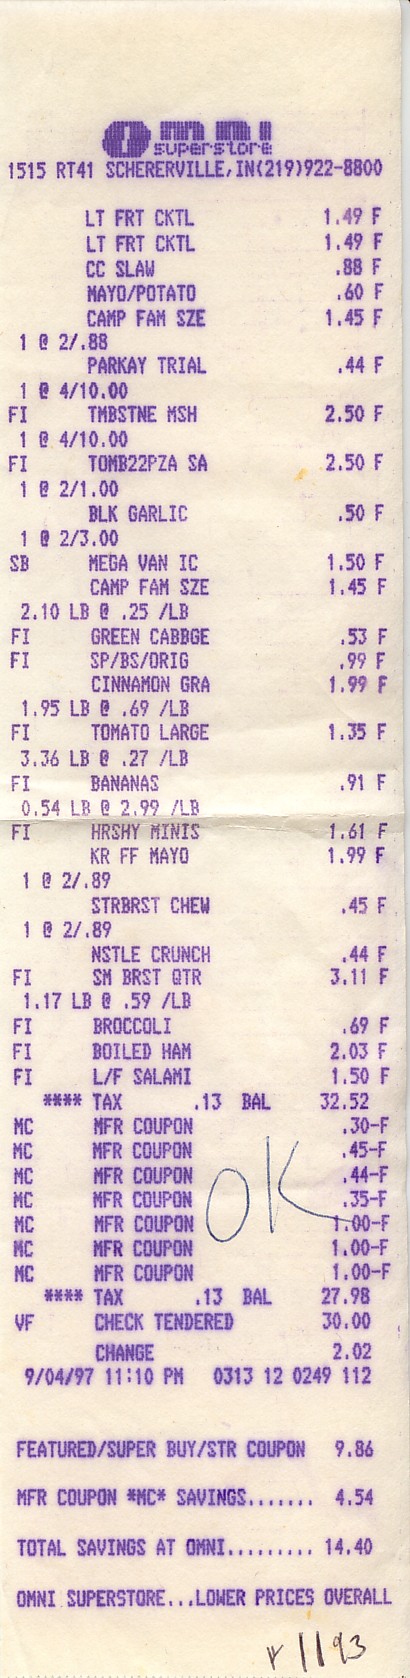 Omni
superstore
1515 RT41 SCHERERVILLE,IN(219)922-8800
LT FRT CKTL 1.49 F
LT FRT CKTL 1.49 F
CC SLAW .88 F
MAYO/POTATO .60 F
CAMP FAM SZE 1.45 F
1 @ 2/.88
PARKAY TRIAL .44 F
1 @ 4/10.00
FI TMBSTNE MSH 2.50 F
1 @ 4/10.00
FI TOMB22PZA SA 2.50 F
1 @ 2/1.00
BLK GARLIC .50 F
1 @ 2/3.00
SB MEGA VAN IC 1.50 F
CAMP FAM SZE 1.45 F
2.10 LB @ .25 /LB
FI GREEN CABBGE .53 F
FI SP/BS/ORIG .99 F
CINNAMON GRA 1.99 F
1.95 LB @ .69 /LB
FI TOMATO LARGE 1.35 F
3.36 LB @ .27 /LB
FI BANANAS .91 F
0.54 LB @ 2.99 /LB
FI HRSHY MINIS 1.61 F
KR FF MAYO 1.99 F
1 @ 2/.89
STRBRST CHEW .45 F
1 @ 2/.89
NSTLE CRUNCH .44 F
FI SM BRST QTR 3.11 F
1.17 LB @ .59 /LB
FI BROCCOLI .69 F
FI BOILED HAM 2.03 F
FI L/F SALAMI 1.50 F
**** TAX .13 BAL 32.52
MC MFR COUPON .30-F
MC MFR COUPON .45-F
MC MFR COUPON .44-F
MC MFR COUPON .35-F
OK
MC MFR COUPON 1.00-F
MC MFR COUPON 1.00-F
MC MFR COUPON 1.00-F
**** TAX .13 BAL 27.98
VF CHECK TENDERED 30.00
CHANGE 2.02
9/04/97 11:10 PM 0313 12 0249 112
FEATURED/SUPER BUY/STR COUPON 9.86
MFR COUPON *MC* SAVINGS....... 4.54
TOTAL SAVINGS AT OMNI......... 14.40
OMNI SUPERSTORE...LOWER PRICES OVERALL
1193